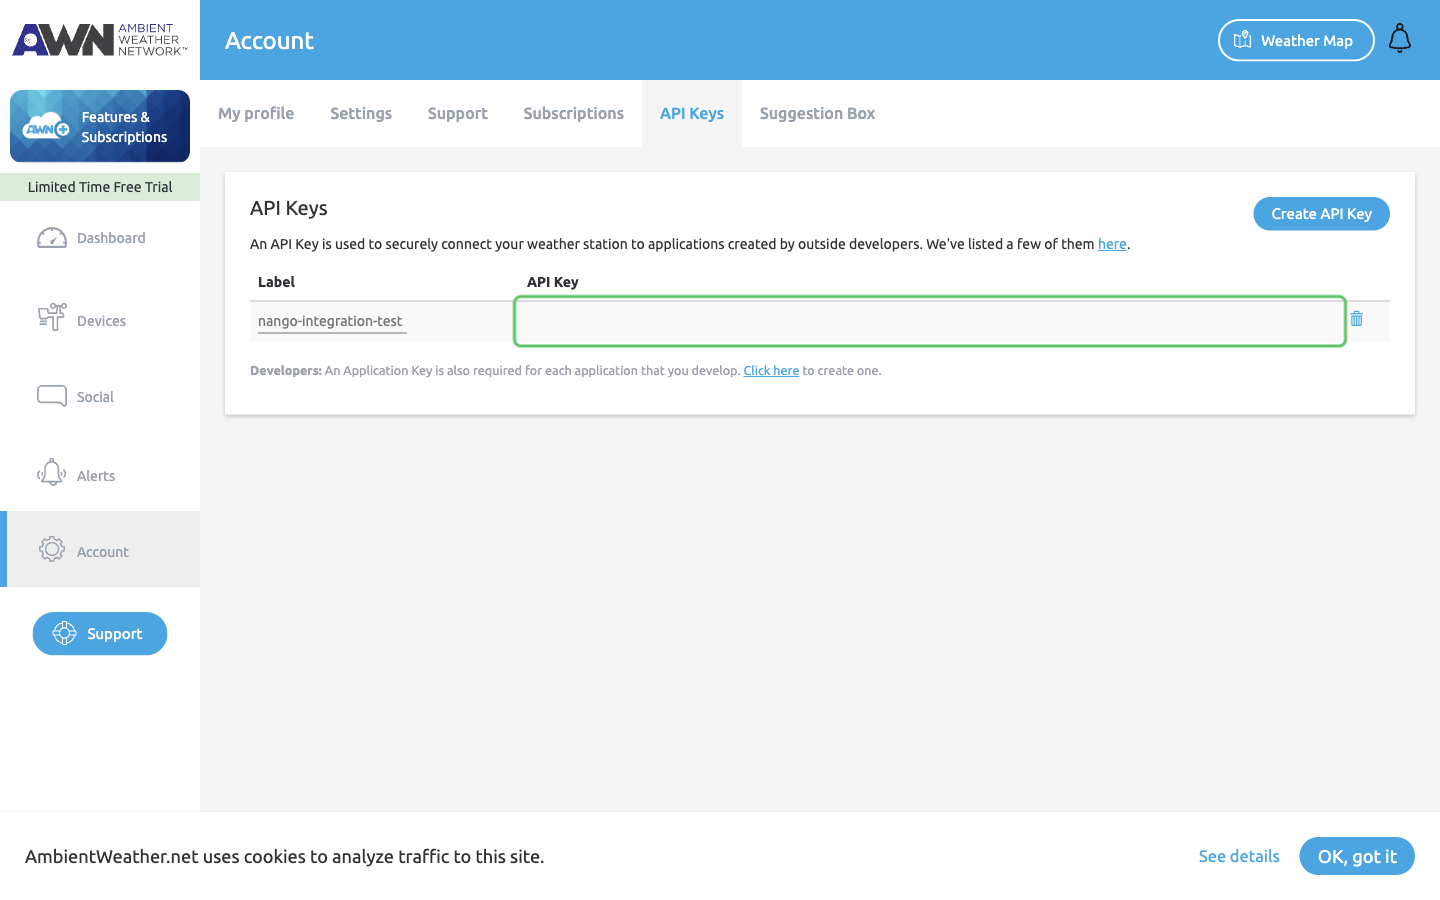 AWN AMBIENT
WEATHER
NETWORK™
Account
Weather Map
AWN+ Features &
Subscriptions
Limited Time Free Trial
Dashboard
Devices
Social
Alerts
Account
Support
My profile
Settings
Support
Subscriptions
API Keys
Suggestion Box
API Keys
Create API Key
An API Key is used to securely connect your weather station to applications created by outside developers. We've listed a few of them here.
Label API Key
nango-integration-test
Developers: An Application Key is also required for each application that you develop. Click here to create one.
AmbientWeather.net uses cookies to analyze traffic to this site.
See details
OK, got it